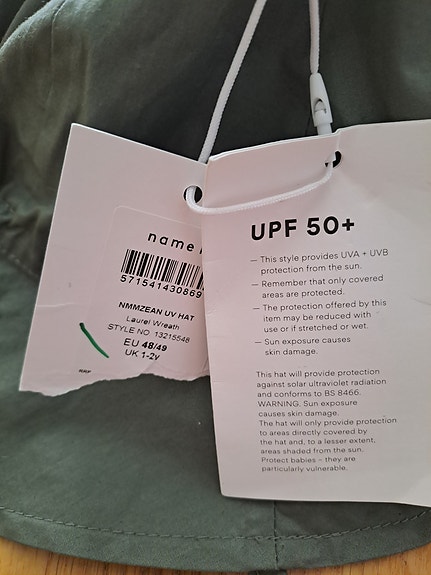 name
571541430869
NMMZEAN UV HAT
Laurel Wreath
STYLE NO. 13215548
EU 48/49
UK 1-2y
RRP
UPF 50+
— This style provides UVA + UVB
protection from the sun.
— Remember that only covered
areas are protected.
— The protection offered by this
item may be reduced with
use or if stretched or wet.
— Sun exposure causes
skin damage.
This hat will provide protection
against solar ultraviolet radiation
and conforms to BS 8466.
WARNING. Sun exposure
causes skin damage.
The hat will only provide protection
to areas directly covered by
the hat and, to a lesser extent,
areas shaded from the sun.
Protect babies – they are
particularly vulnerable.